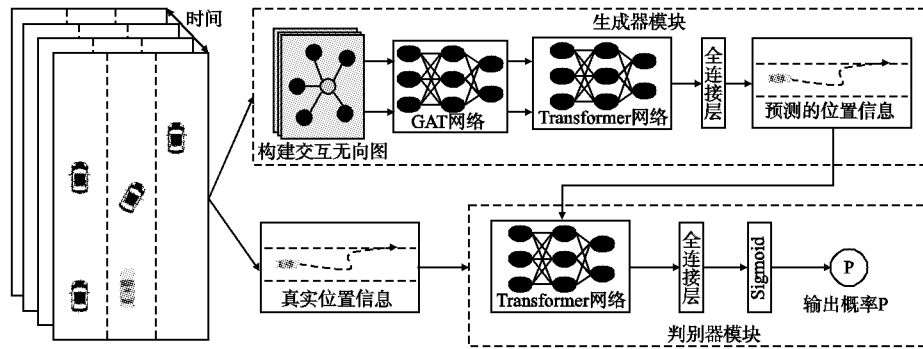 时间
生成器模块
构建交互无向图
GAT网络
Transformer网络
全连接层
预测的位置信息
真实位置信息
Transformer网络
全连接层
Sigmoid
P
输出概率P
判别器模块